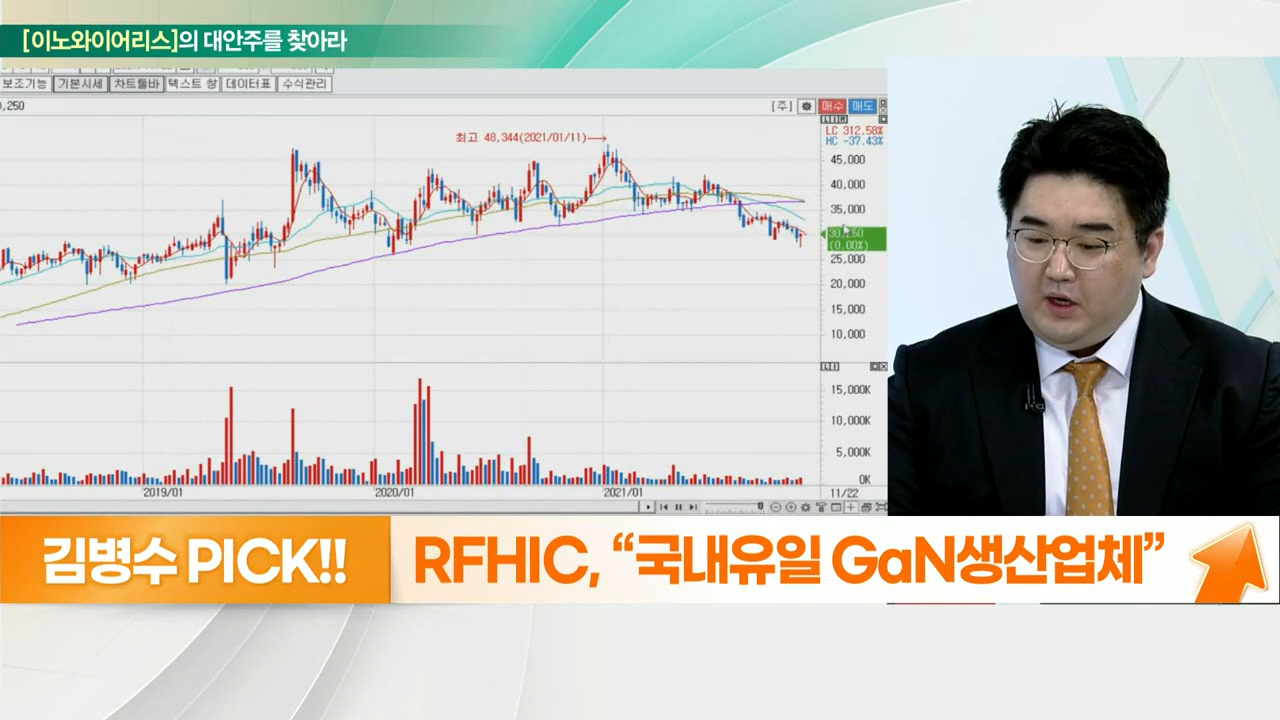 [이노와이어리스]의 대안주를 찾아라
보조기능 기본시세 차트툴바 텍스트 창 데이터표 수식관리
,250
[주] 매수 매도
LC 312.58%
HC -37.43%
최고 48,344(2021/01/11)
45,000
40,000
35,000
30,250
(0.00%)
25,000
20,000
15,000
10,000
15,000K
10,000K
5,000K
0K
2019/01 2020/01 2021/01 11/22
김병수 PICK!!
RFHIC, “국내유일 GaN생산업체”